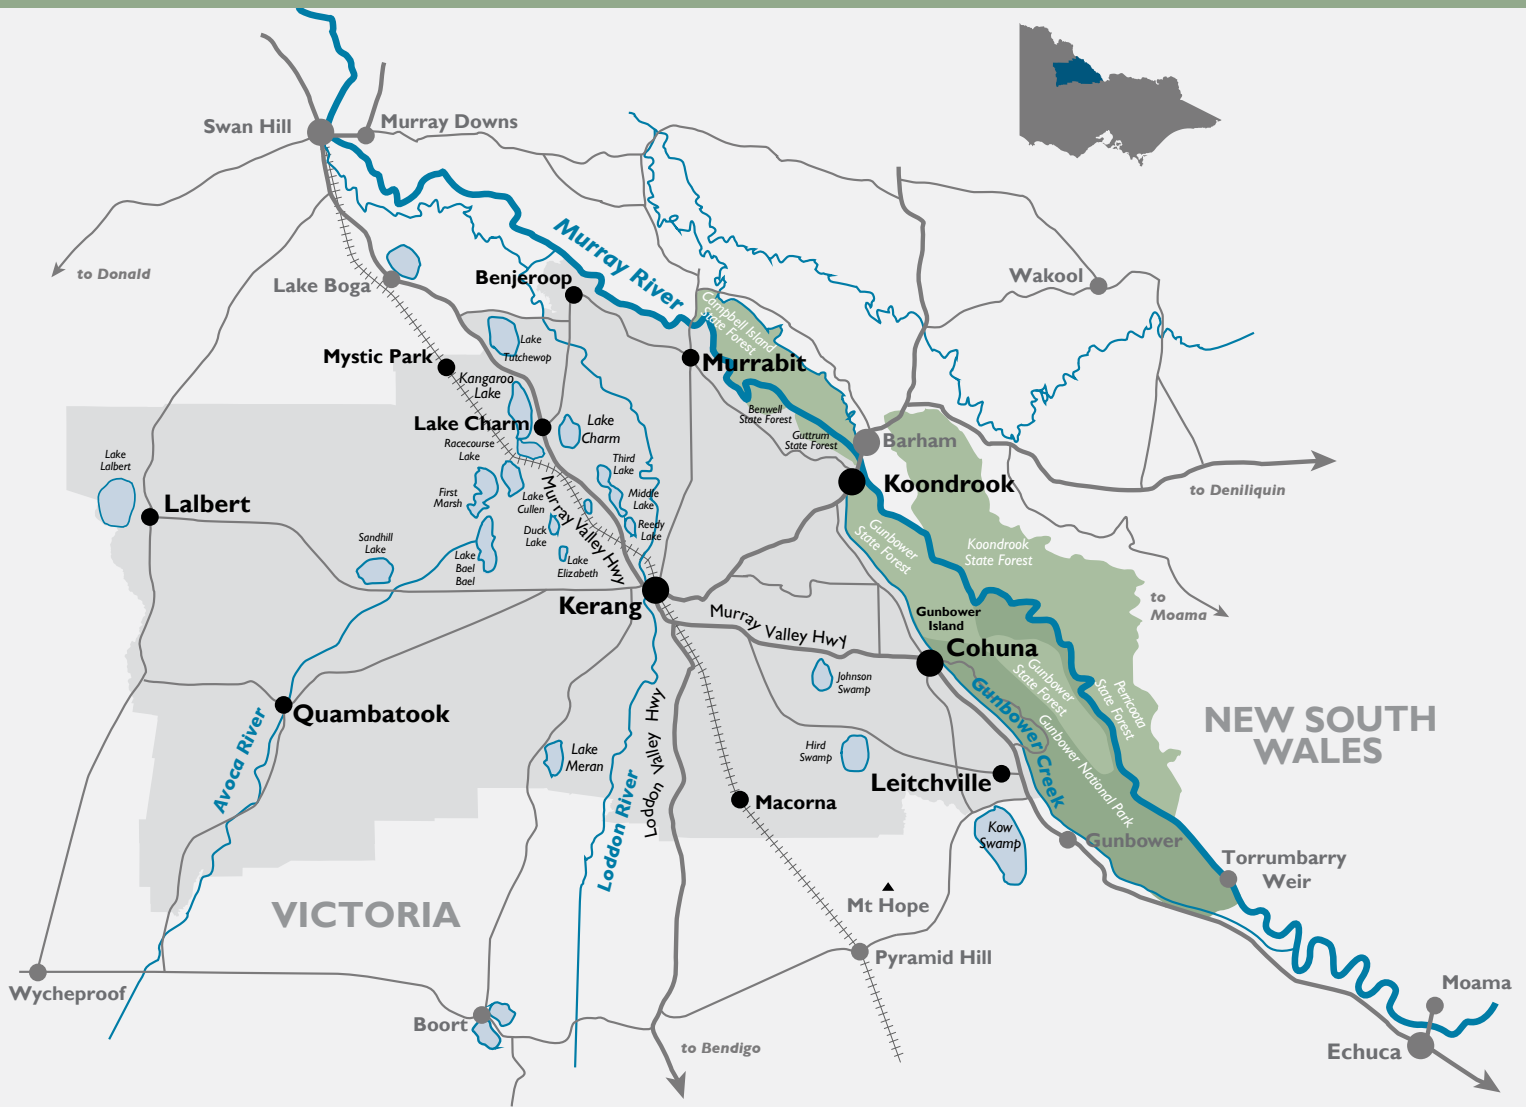 Swan Hill
Murray Downs
to Donald
Lake Boga
Benjeroop
Murray River
Wakool
Campbell Island
State Forest
Lake
Tutchewop
Mystic Park
Murrabit
Kangaroo
Lake
Benwell
State Forest
Lake Charm
Lake
Charm
Guttrum
State Forest
Barham
Racecourse
Lake
Third
Lake
Lake
Lalbert
Lalbert
First
Marsh
Lake
Cullen
Middle
Lake
Koondrook
to Deniliquin
Duck
Lake
Reedy
Lake
Murray Valley Hwy
Gunbower
State Forest
Koondrook
State Forest
Sandhill
Lake
Lake
Bael
Bael
Lake
Elizabeth
to
Moama
Kerang
Murray Valley Hwy
Gunbower
Island
Cohuna
Johnson
Swamp
Gunbower
State Forest
Perricoota
State Forest
Quambatook
Avoca River
Gunbower Creek
Gunbower National Park
NEW SOUTH
WALES
Lake
Meran
Loddon Valley Hwy
Hird
Swamp
Leitchville
Loddon River
Macorna
Kow
Swamp
Gunbower
Torrumbarry
Weir
VICTORIA
Mt Hope
Pyramid Hill
Wycheproof
Boort
to Bendigo
Moama
Echuca